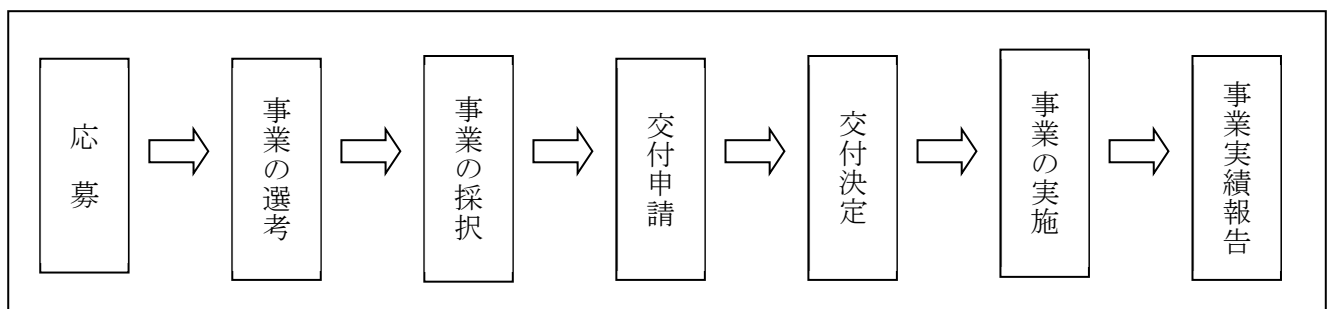 応募
事業の選考
事業の採択
交付申請
交付決定
事業の実施
事業実績報告